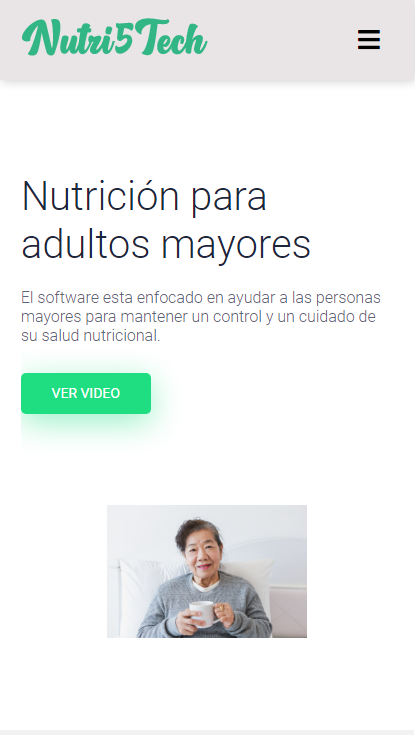 Nutri5Tech
Nutrición para
adultos mayores
El software esta enfocado en ayudar a las personas
mayores para mantener un control y un cuidado de
su salud nutricional.
VER VIDEO